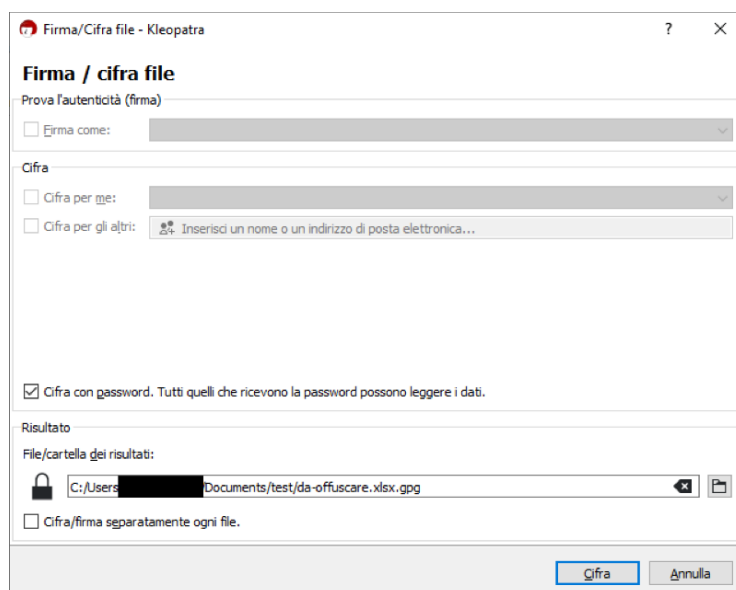 Firma/Cifra file - Kleopatra
Firma / cifra file
Prova l'autenticità (firma)
Firma come:
Cifra
Cifra per me:
Cifra per gli altri:
Inserisci un nome o un indirizzo di posta elettronica...
Cifra con password. Tutti quelli che ricevono la password possono leggere i dati.
Risultato
File/cartella dei risultati:
C:/Users /Documents/test/da-offuscare.xlsx.gpg
Cifra/firma separatamente ogni file.
Cifra Annulla